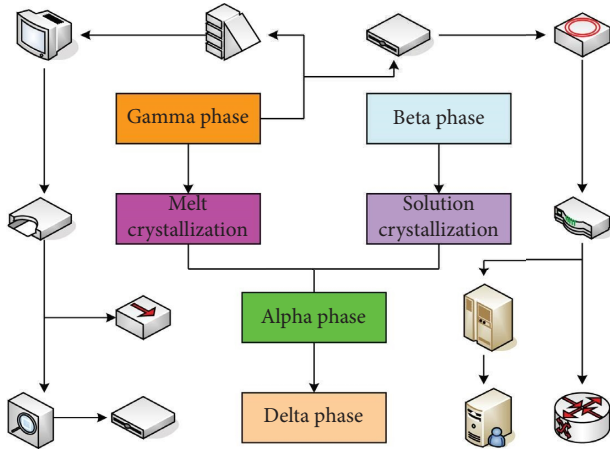 Gamma phase
Beta phase
Melt
crystallization
Solution
crystallization
Alpha phase
Delta phase